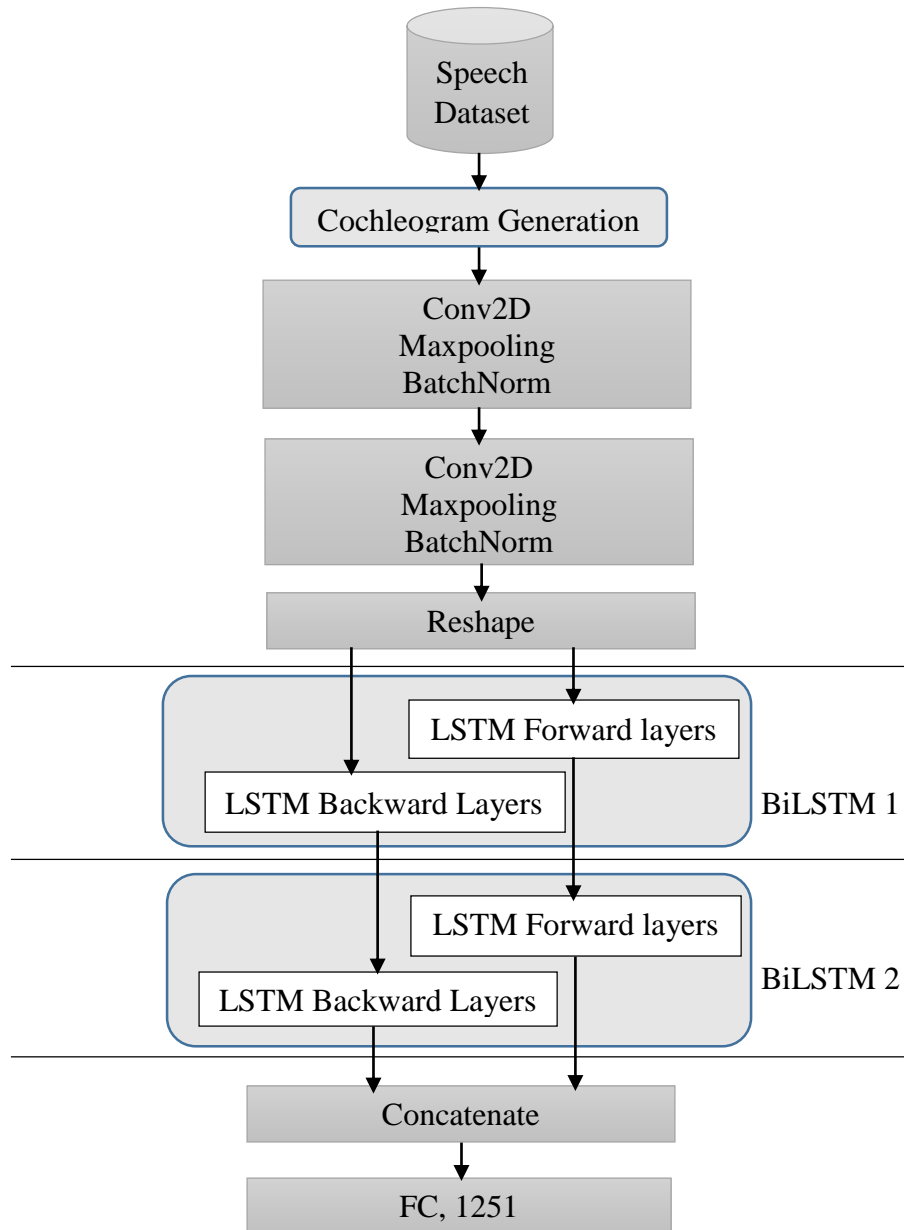 Speech
Dataset
Cochleogram Generation
Conv2D
Maxpooling
BatchNorm
Conv2D
Maxpooling
BatchNorm
Reshape
LSTM Forward layers
LSTM Backward Layers
BiLSTM 1
LSTM Forward layers
LSTM Backward Layers
BiLSTM 2
Concatenate
FC, 1251